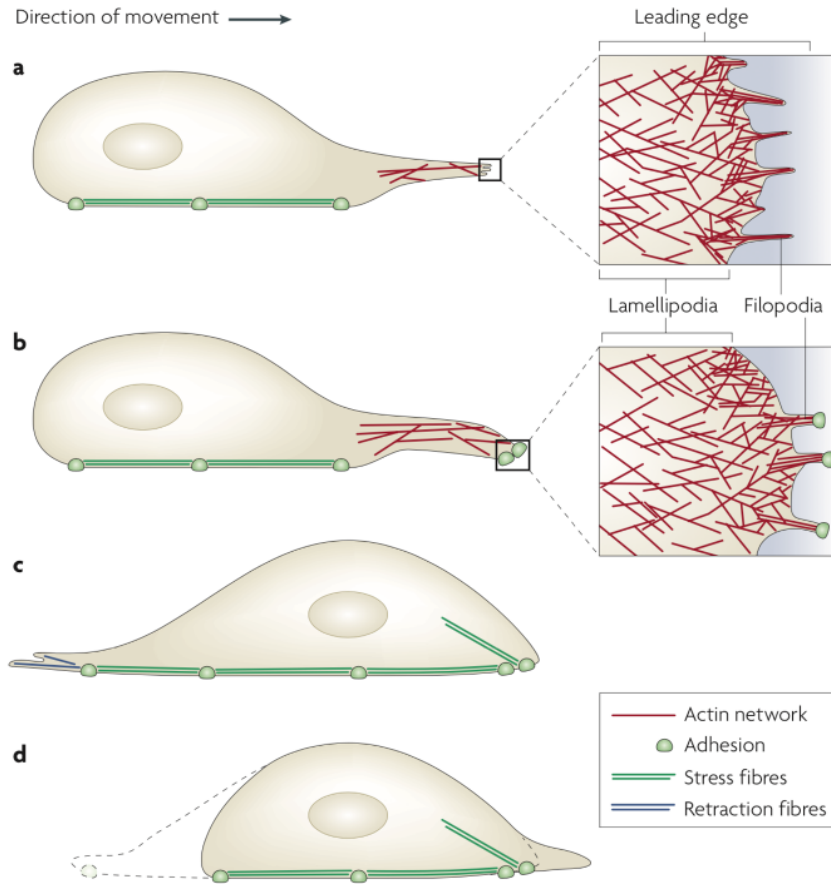 Direction of movement
Leading edge
a
Lamellipodia
Filopodia
b
c
Actin network
Adhesion
Stress fibres
Retraction fibres
d